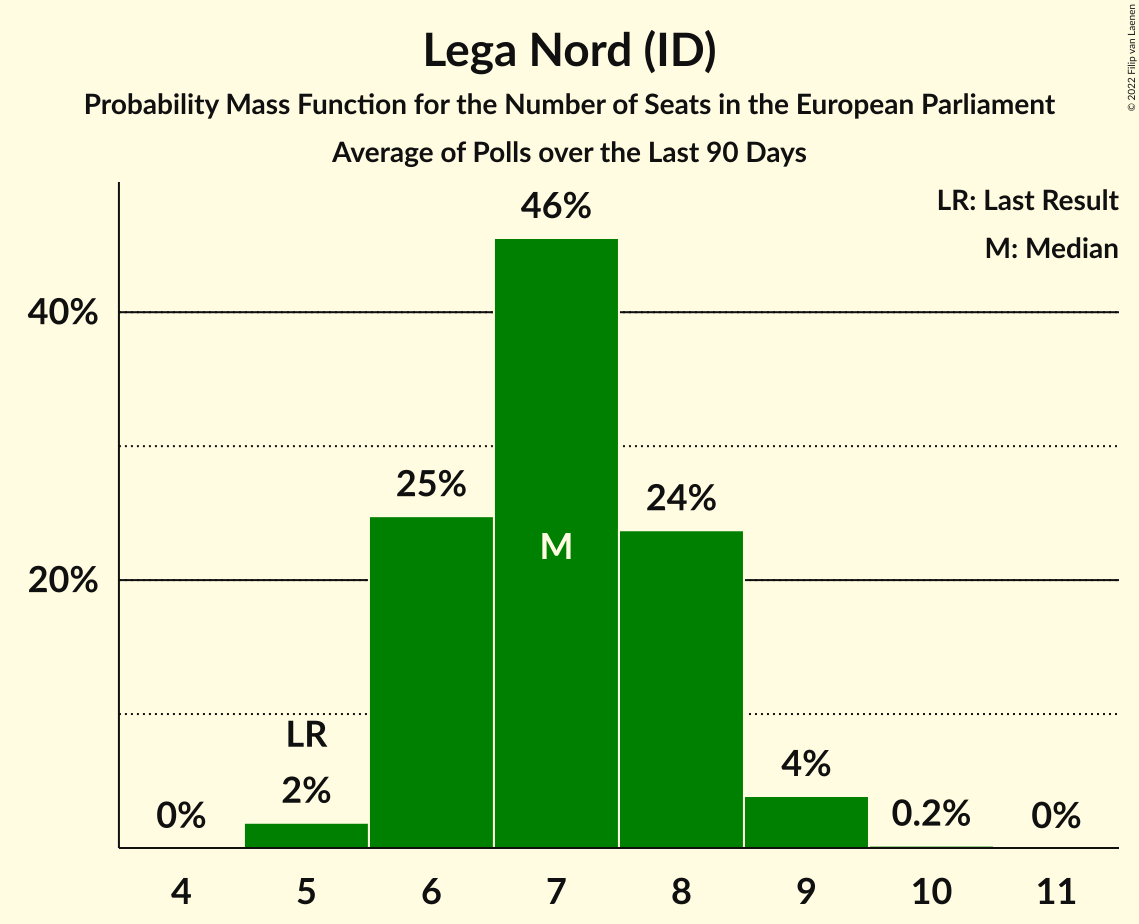 Lega Nord (ID)
Probability Mass Function for the Number of Seats in the European Parliament
Average of Polls over the Last 90 Days
© 2022 Filip van Laenen
LR: Last Result
M: Median
46%
40%
25%
24%
M
20%
LR
0%
2%
4%
0.2%
0%
4 5 6 7 8 9 10 11